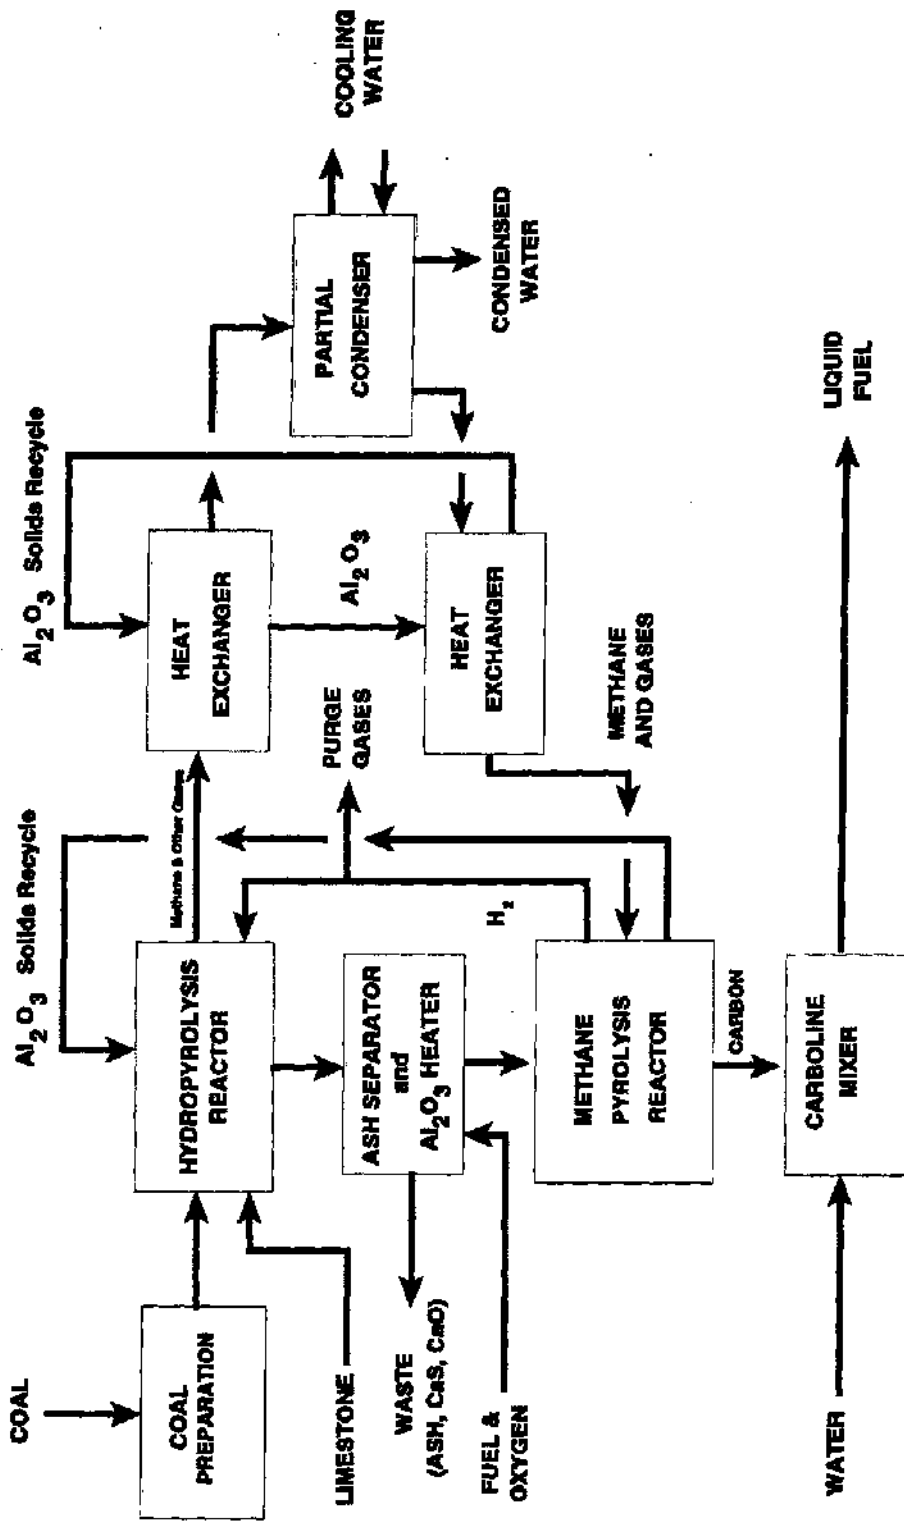 COAL
COAL
PREPARATION
LIMESTONE
Al2O3 Solids Recycle
HYDROPYROLYSIS
REACTOR
Methane & Other Gases
WASTE
(ASH, CaS, CaO)
FUEL &
OXYGEN
ASH SEPARATOR
and
Al2O3 HEATER
H2
PURGE
GASES
METHANE
PYROLYSIS
REACTOR
CARBON
WATER
CARBOLINE
MIXER
LIQUID
FUEL
Al2O3 Solids Recycle
HEAT
EXCHANGER
Al2O3
HEAT
EXCHANGER
METHANE
AND GASES
PARTIAL
CONDENSER
COOLING
WATER
CONDENSED
WATER